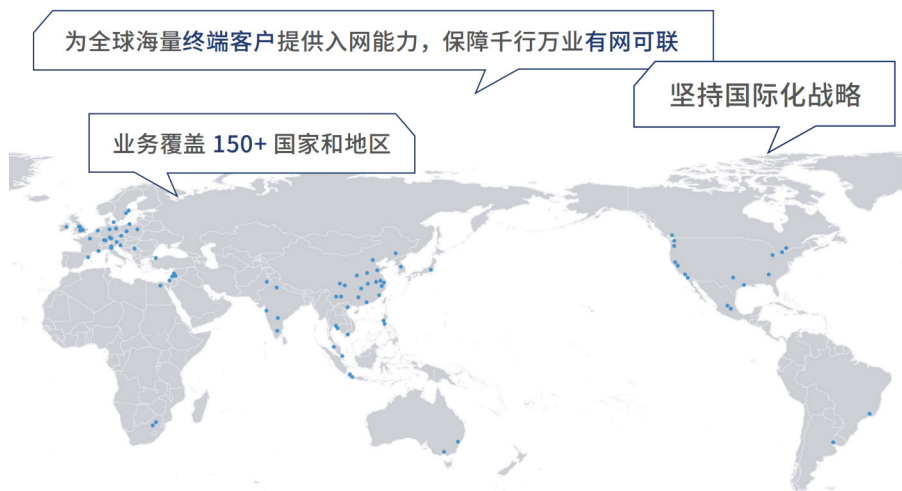 为全球海量终端客户提供入网能力，保障千行万业有网可联
坚持国际化战略
业务覆盖 150+ 国家和地区